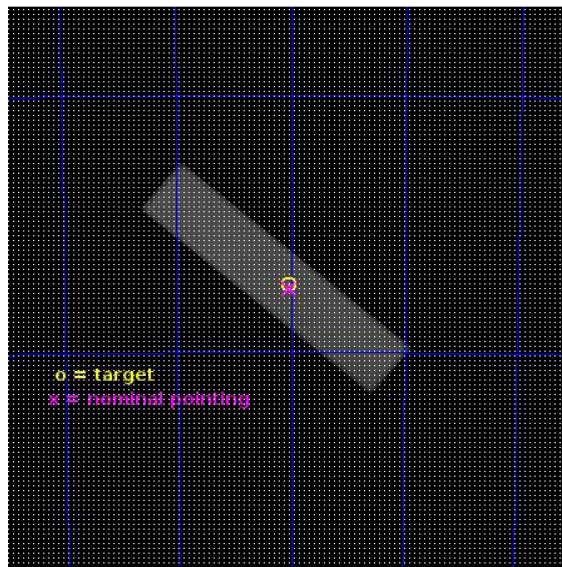 o = target
x = nominal pointing